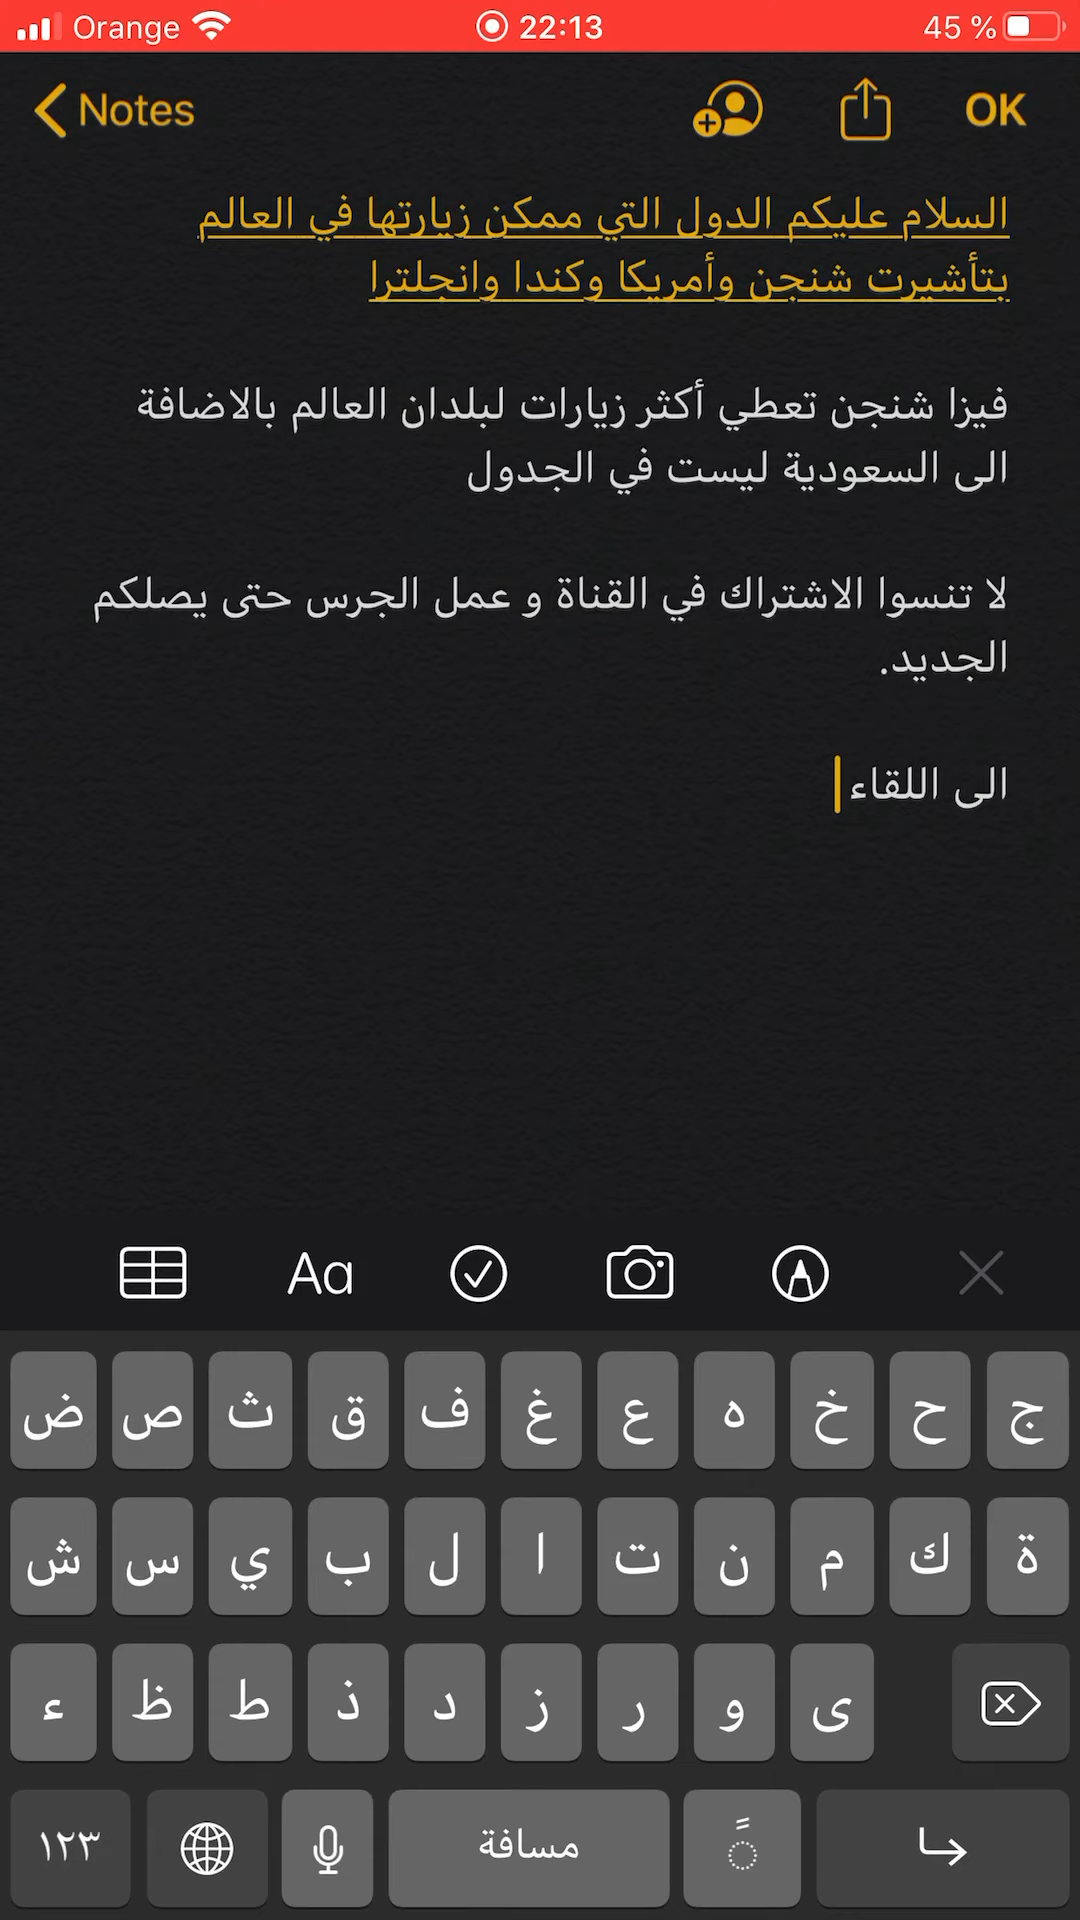 Orange 22:13 45 %
Notes OK
السلام عليكم الدول التي ممكن زيارتها في العالم
بتأشيرت شنجن وأمريكا وكندا وانجلترا
فيزا شنجن تعطي أكثر زيارات لبلدان العالم بالاضافة
الى السعودية ليست في الجدول
لا تنسوا الاشتراك في القناة و عمل الجرس حتى يصلكم
الجديد.
الى اللقاء
Aa
ض ص ث ق ف غ ع ه خ ح ج
ش س ي ب ل ا ت ن م ك ة
ء ظ ط ذ د ز ر و ى
١٢٣ مسافة